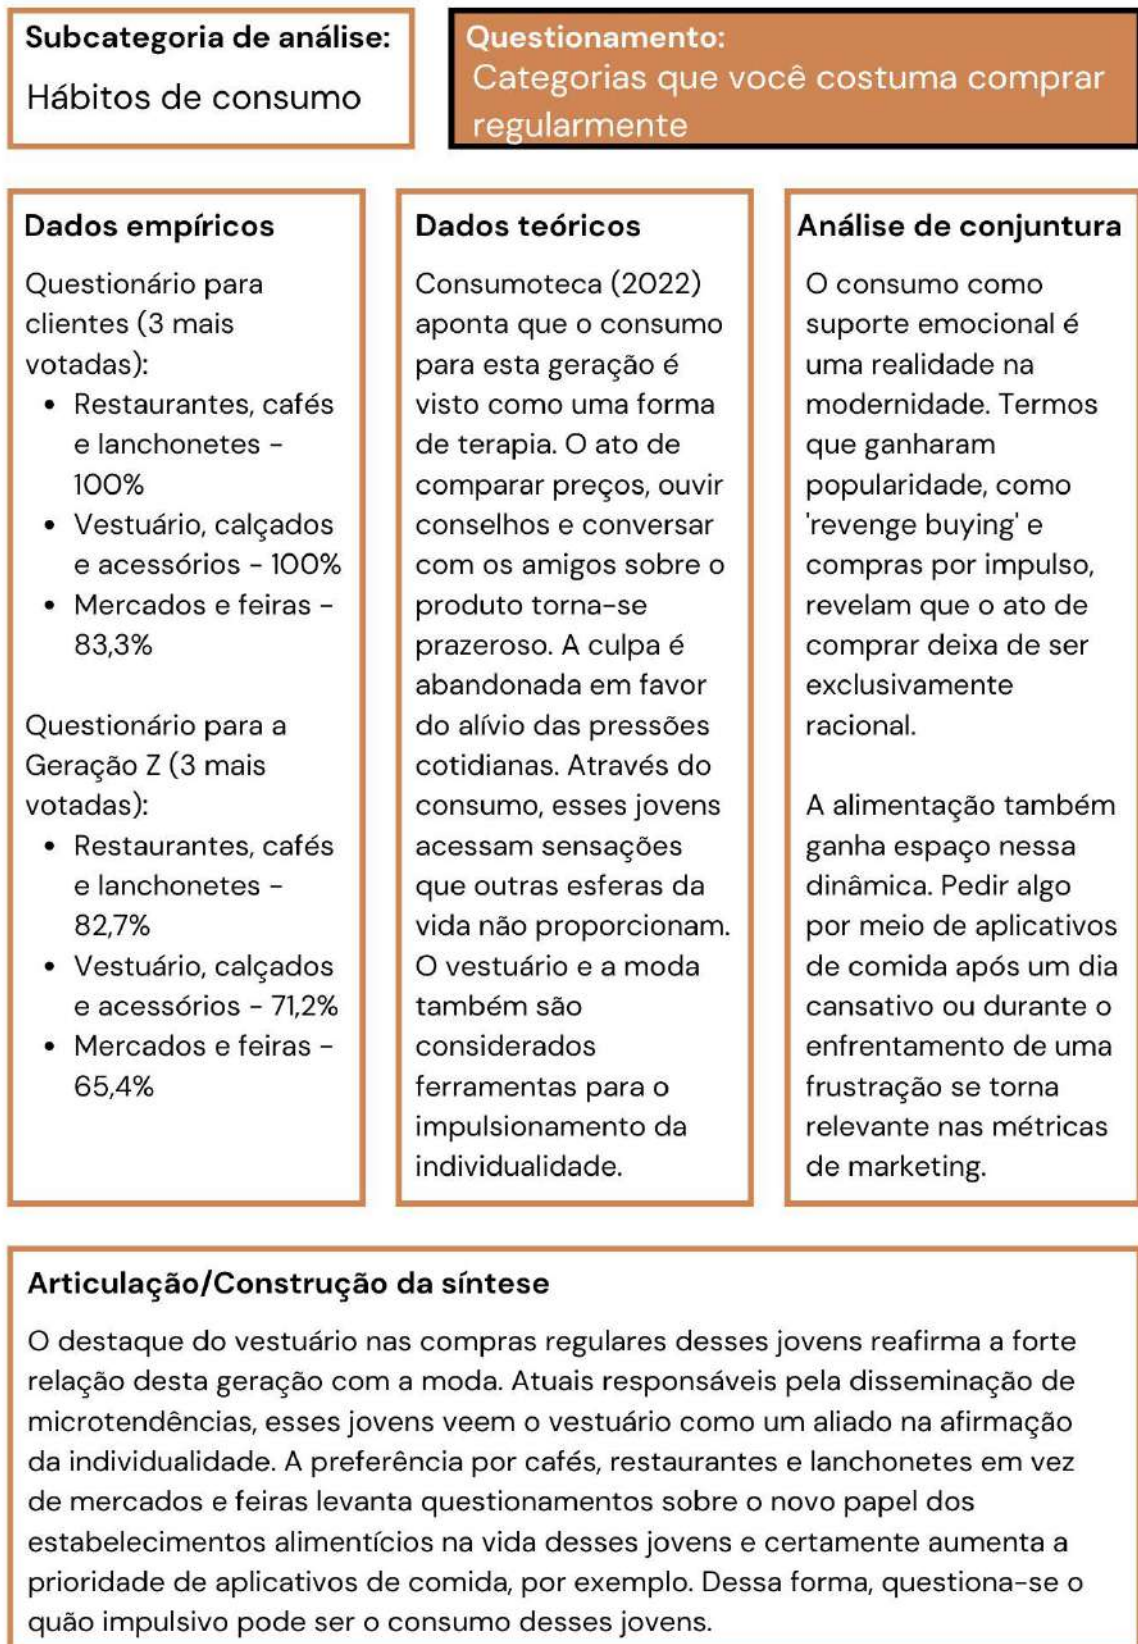 Subcategoria de análise:
Hábitos de consumo
Questionamento:
Categorias que você costuma comprar
regularmente
Dados empíricos
Questionário para
clientes (3 mais
votadas):
• Restaurantes, cafés
e lanchonetes –
100%
• Vestuário, calçados
e acessórios – 100%
• Mercados e feiras –
83,3%
Questionário para a
Geração Z (3 mais
votadas):
• Restaurantes, cafés
e lanchonetes –
82,7%
• Vestuário, calçados
e acessórios – 71,2%
• Mercados e feiras –
65,4%
Dados teóricos
Consumoteca (2022)
aponta que o consumo
para esta geração é
visto como uma forma
de terapia. O ato de
comparar preços, ouvir
conselhos e conversar
com os amigos sobre o
produto torna-se
prazeroso. A culpa é
abandonada em favor
do alívio das pressões
cotidianas. Através do
consumo, esses jovens
acessam sensações
que outras esferas da
vida não proporcionam.
O vestuário e a moda
também são
considerados
ferramentas para o
impulsionamento da
individualidade.
Análise de conjuntura
O consumo como
suporte emocional é
uma realidade na
modernidade. Termos
que ganharam
popularidade, como
'revenge buying' e
compras por impulso,
revelam que o ato de
comprar deixa de ser
exclusivamente
racional.
A alimentação também
ganha espaço nessa
dinâmica. Pedir algo
por meio de aplicativos
de comida após um dia
cansativo ou durante o
enfrentamento de uma
frustração se torna
relevante nas métricas
de marketing.
Articulação/Construção da síntese
O destaque do vestuário nas compras regulares desses jovens reafirma a forte
relação desta geração com a moda. Atuais responsáveis pela disseminação de
microtendências, esses jovens veem o vestuário como um aliado na afirmação
da individualidade. A preferência por cafés, restaurantes e lanchonetes em vez
de mercados e feiras levanta questionamentos sobre o novo papel dos
estabelecimentos alimentícios na vida desses jovens e certamente aumenta a
prioridade de aplicativos de comida, por exemplo. Dessa forma, questiona-se o
quão impulsivo pode ser o consumo desses jovens.